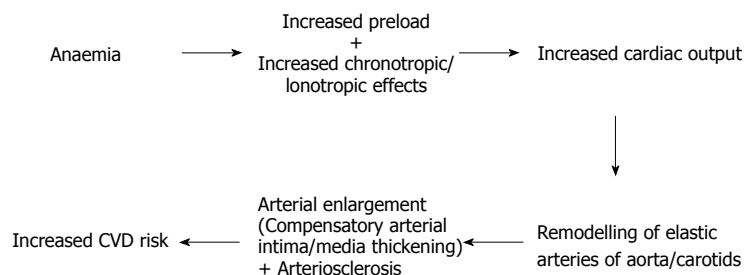 Anaemia
Increased preload
+
Increased chronotropic/
Ionotropic effects
Increased cardiac output
Remodelling of elastic
arteries of aorta/carotids
Arterial enlargement
(Compensatory arterial
intima/media thickening)
+ Arteriosclerosis
Increased CVD risk